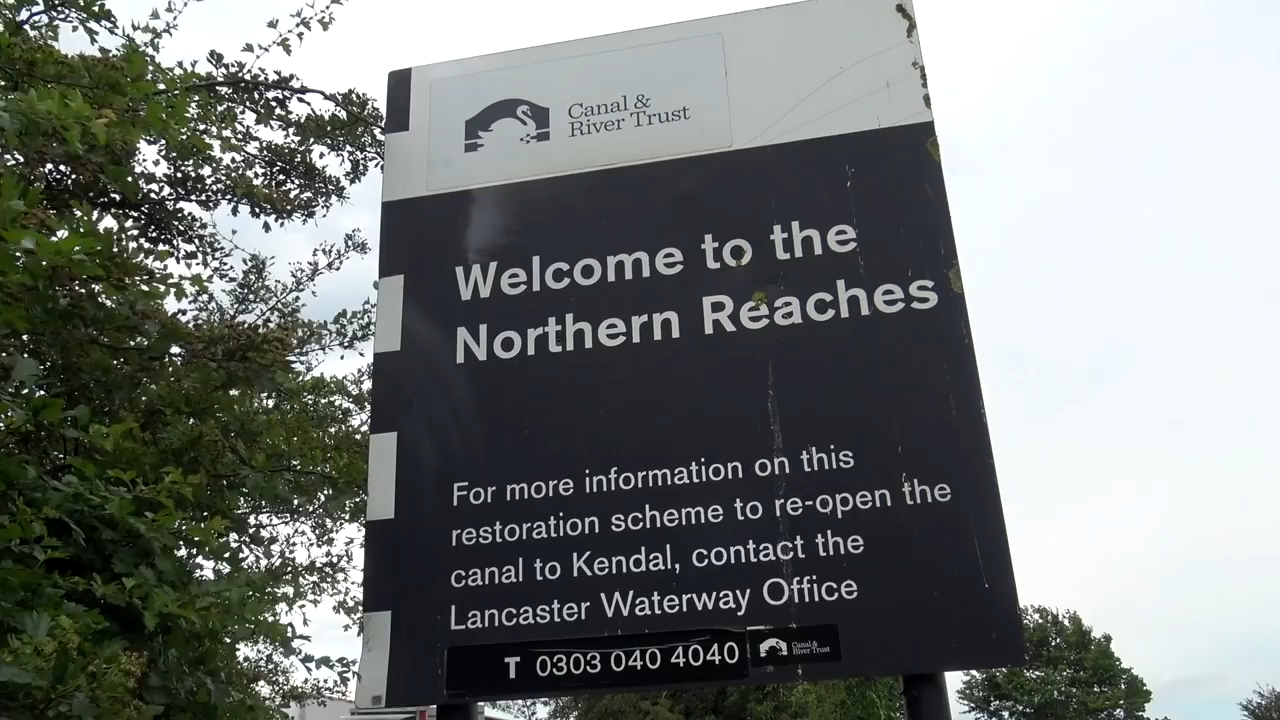 Canal &
River Trust
Welcome to the
Northern Reaches
For more information on this
restoration scheme to re-open the
canal to Kendal, contact the
Lancaster Waterway Office
T 0303 040 4040
Canal &
River Trust